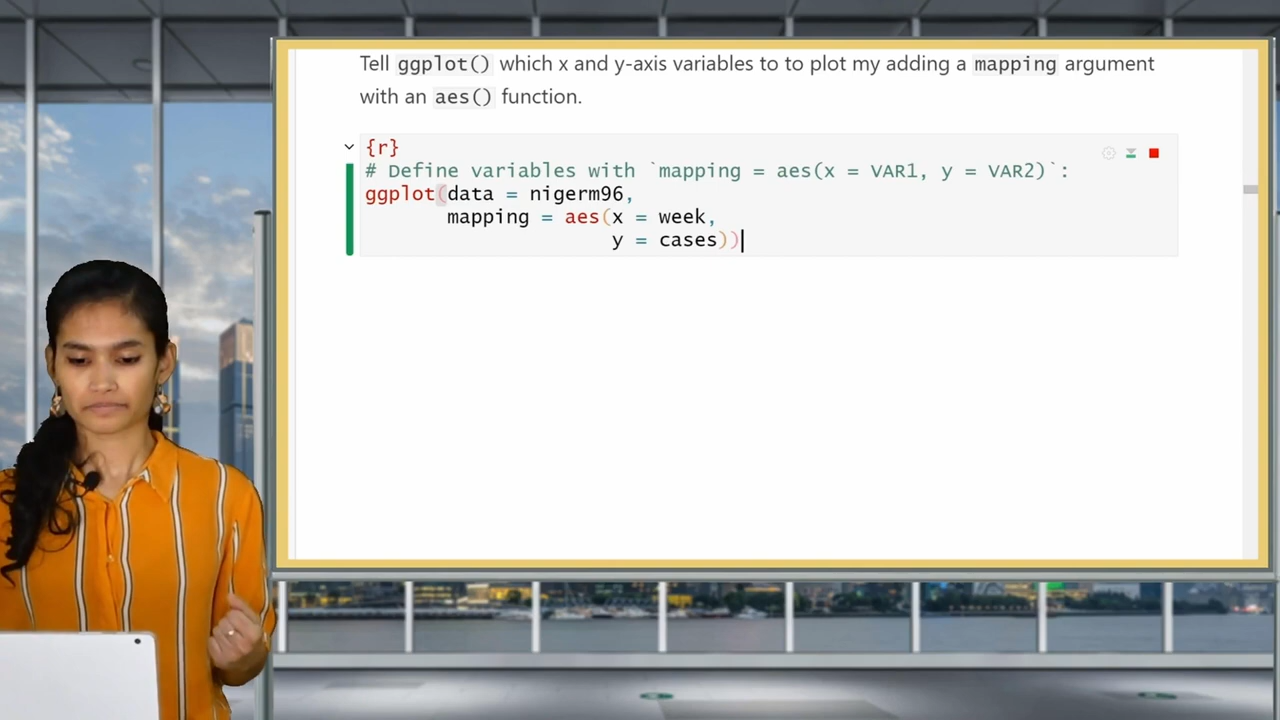 Tell ggplot() which x and y-axis variables to to plot my adding a mapping argument
with an aes() function.
{r}
# Define variables with `mapping = aes(x = VAR1, y = VAR2)`:
ggplot(data = nigerm96,
mapping = aes(x = week,
y = cases))